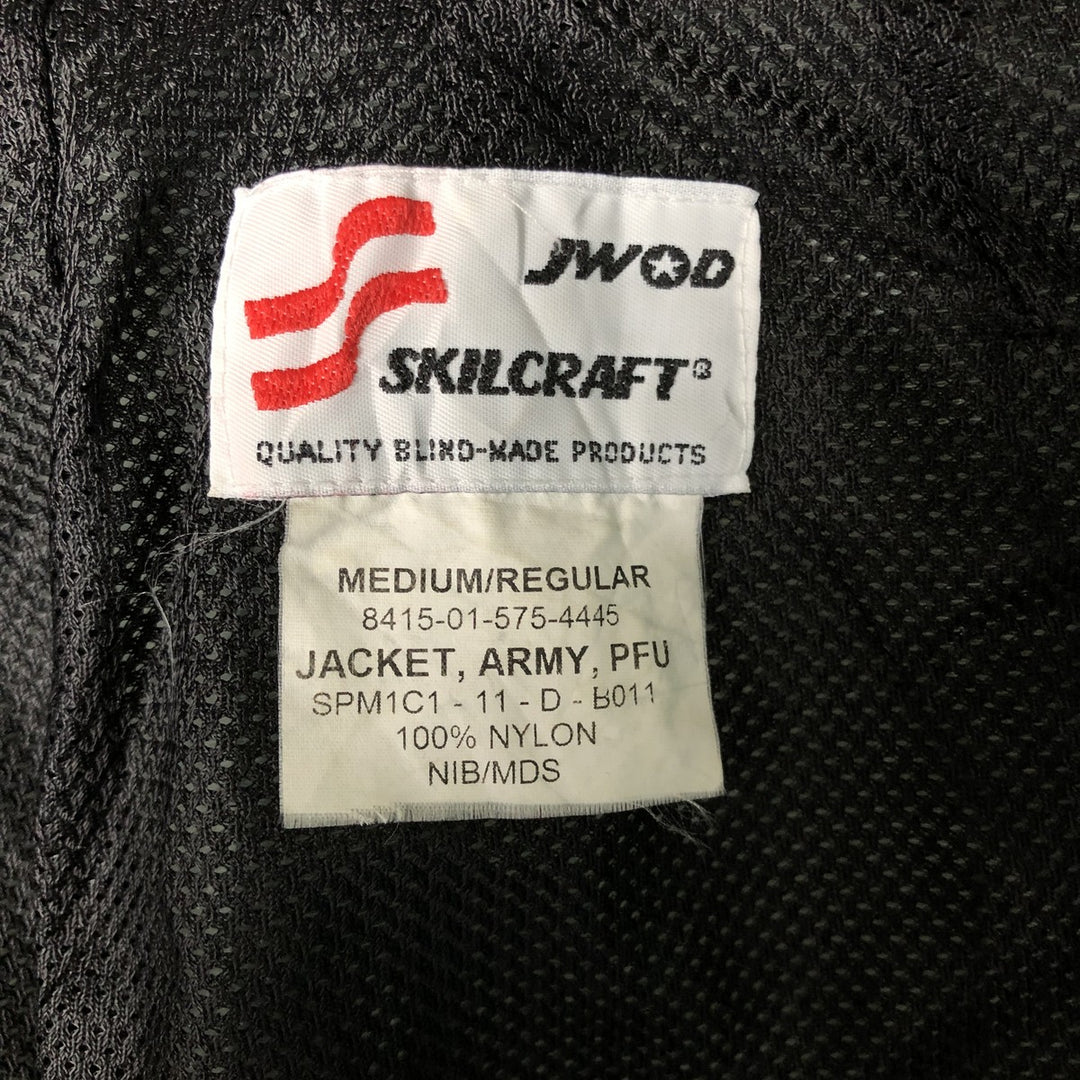 JWOD
SKILCRAFT®
QUALITY BLIND-MADE PRODUCTS
MEDIUM/REGULAR
8415-01-575-4445
JACKET, ARMY, PFU
SPM1C1 - 11 - D - B011
100% NYLON
NIB/MDS